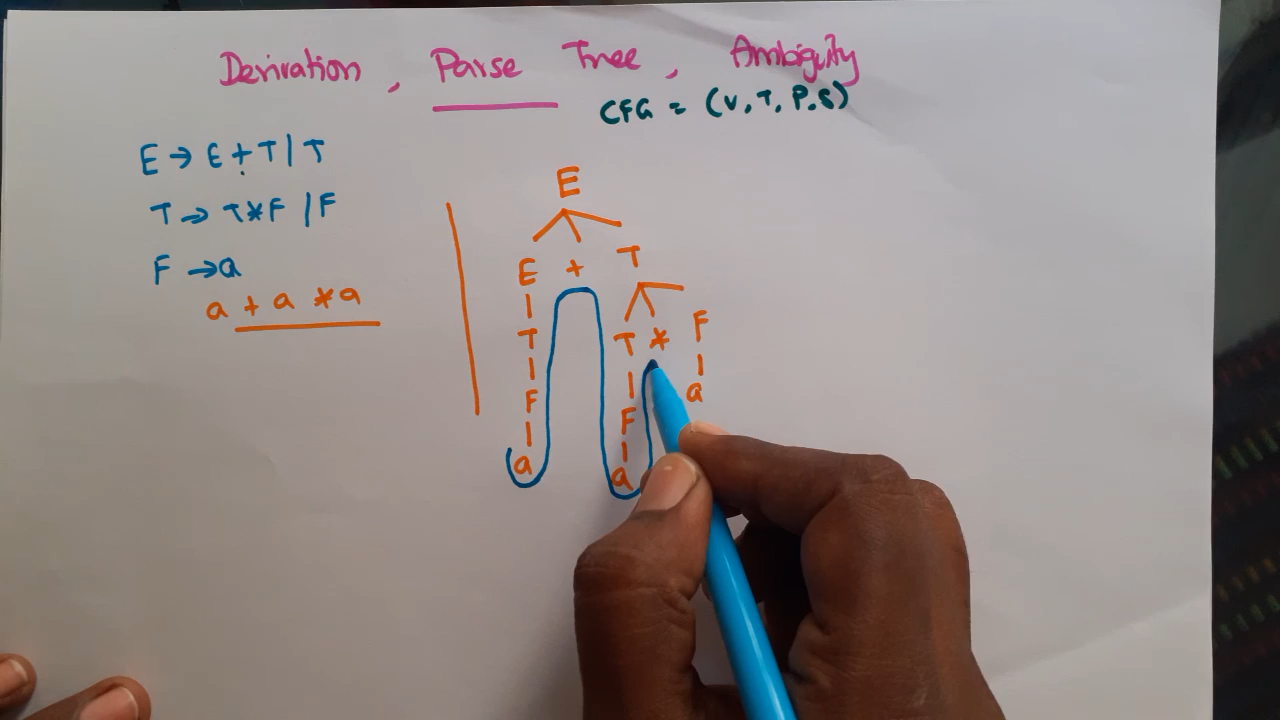 Derivation, Parse Tree, Ambiguity
CFG = (V, T, P, S)
E → E + T | T
T → T * F | F
F → a
a + a * a
E
E + T
T T * F
F F a
a a